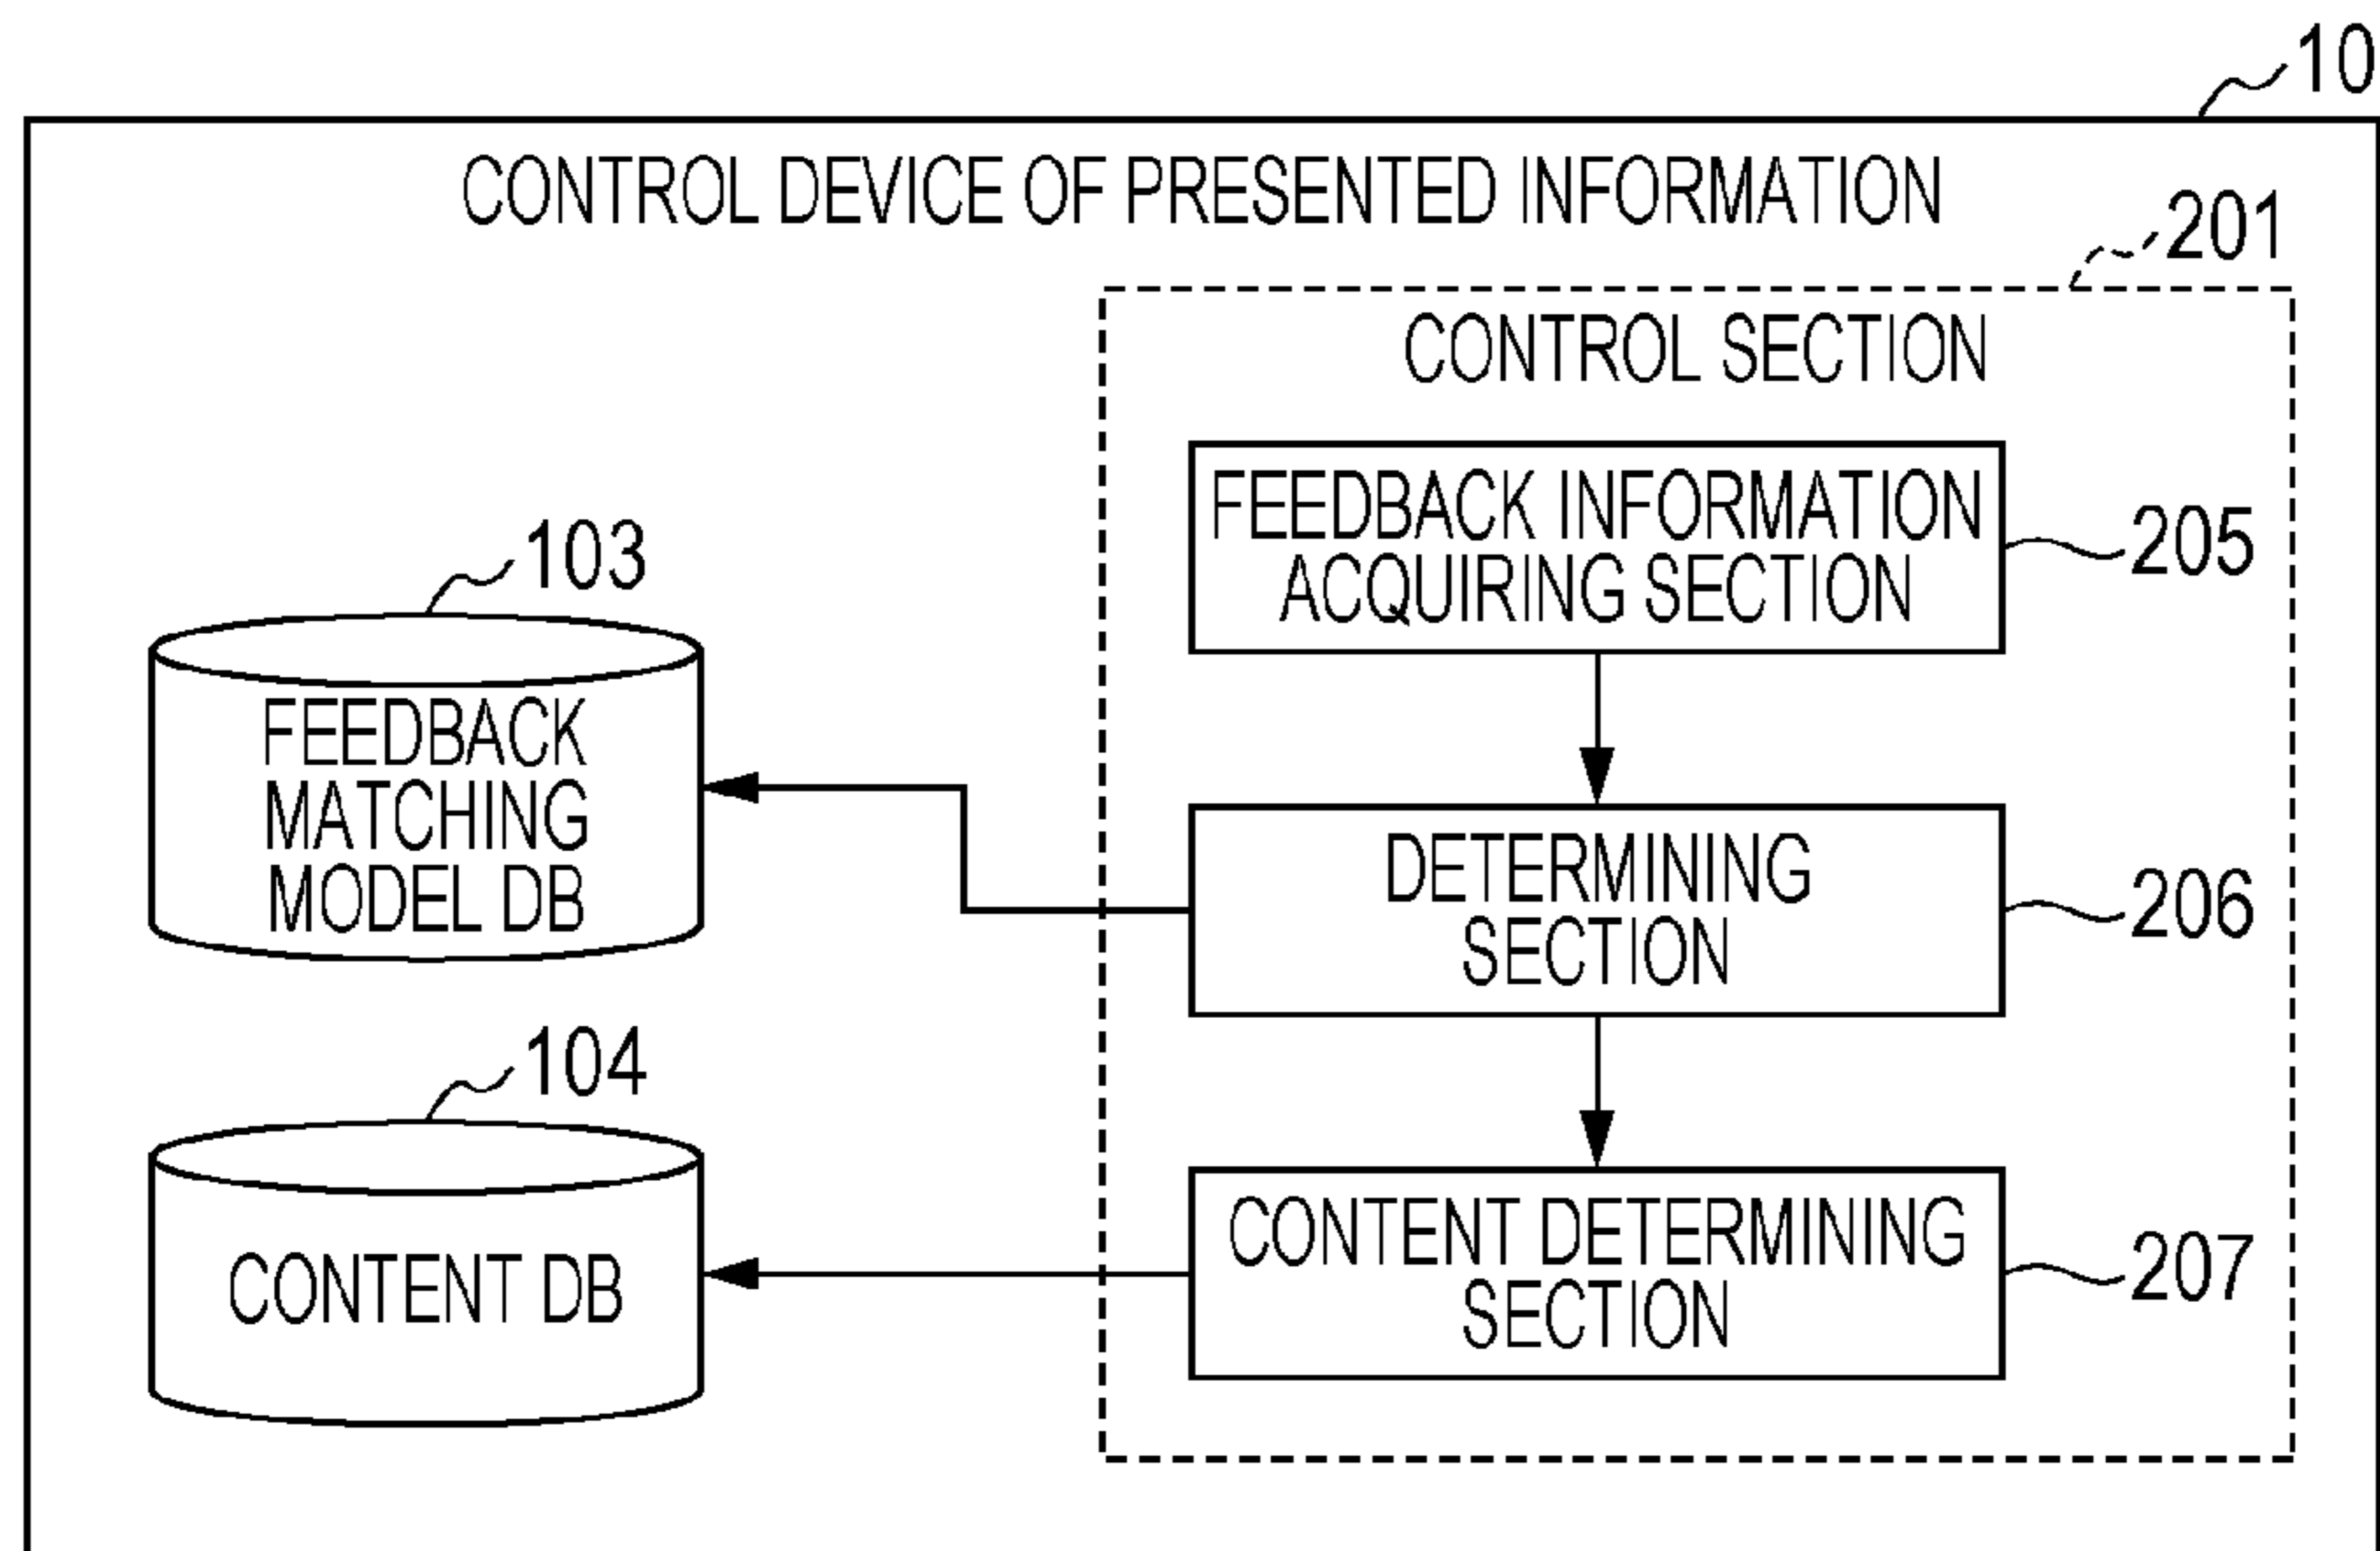 10
CONTROL DEVICE OF PRESENTED INFORMATION
201
CONTROL SECTION
FEEDBACK INFORMATION
ACQUIRING SECTION
205
103
FEEDBACK
MATCHING
MODEL DB
DETERMINING
SECTION
206
104
CONTENT DB
CONTENT DETERMINING
SECTION
207